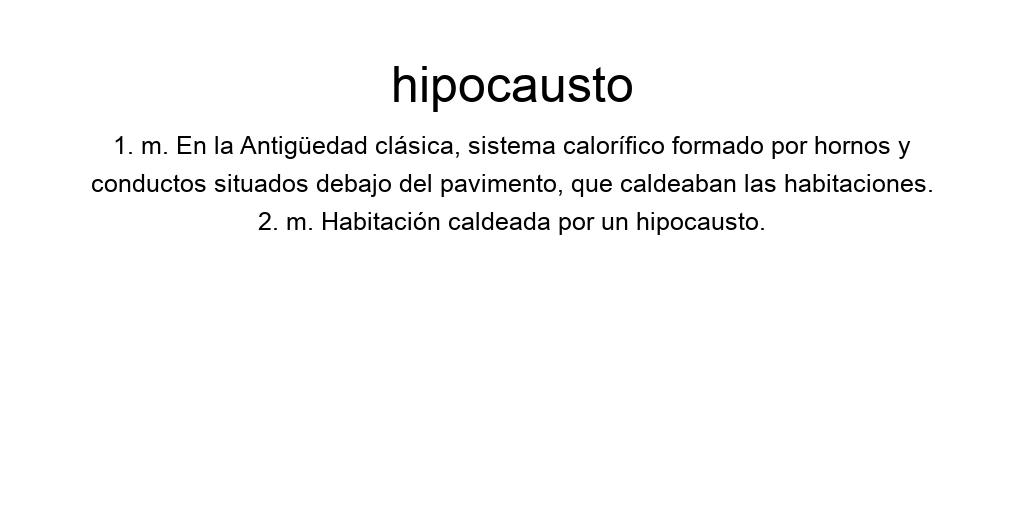 hipocausto
1. m. En la Antigüedad clásica, sistema calorífico formado por hornos y
conductos situados debajo del pavimento, que caldeaban las habitaciones.
2. m. Habitación caldeada por un hipocausto.